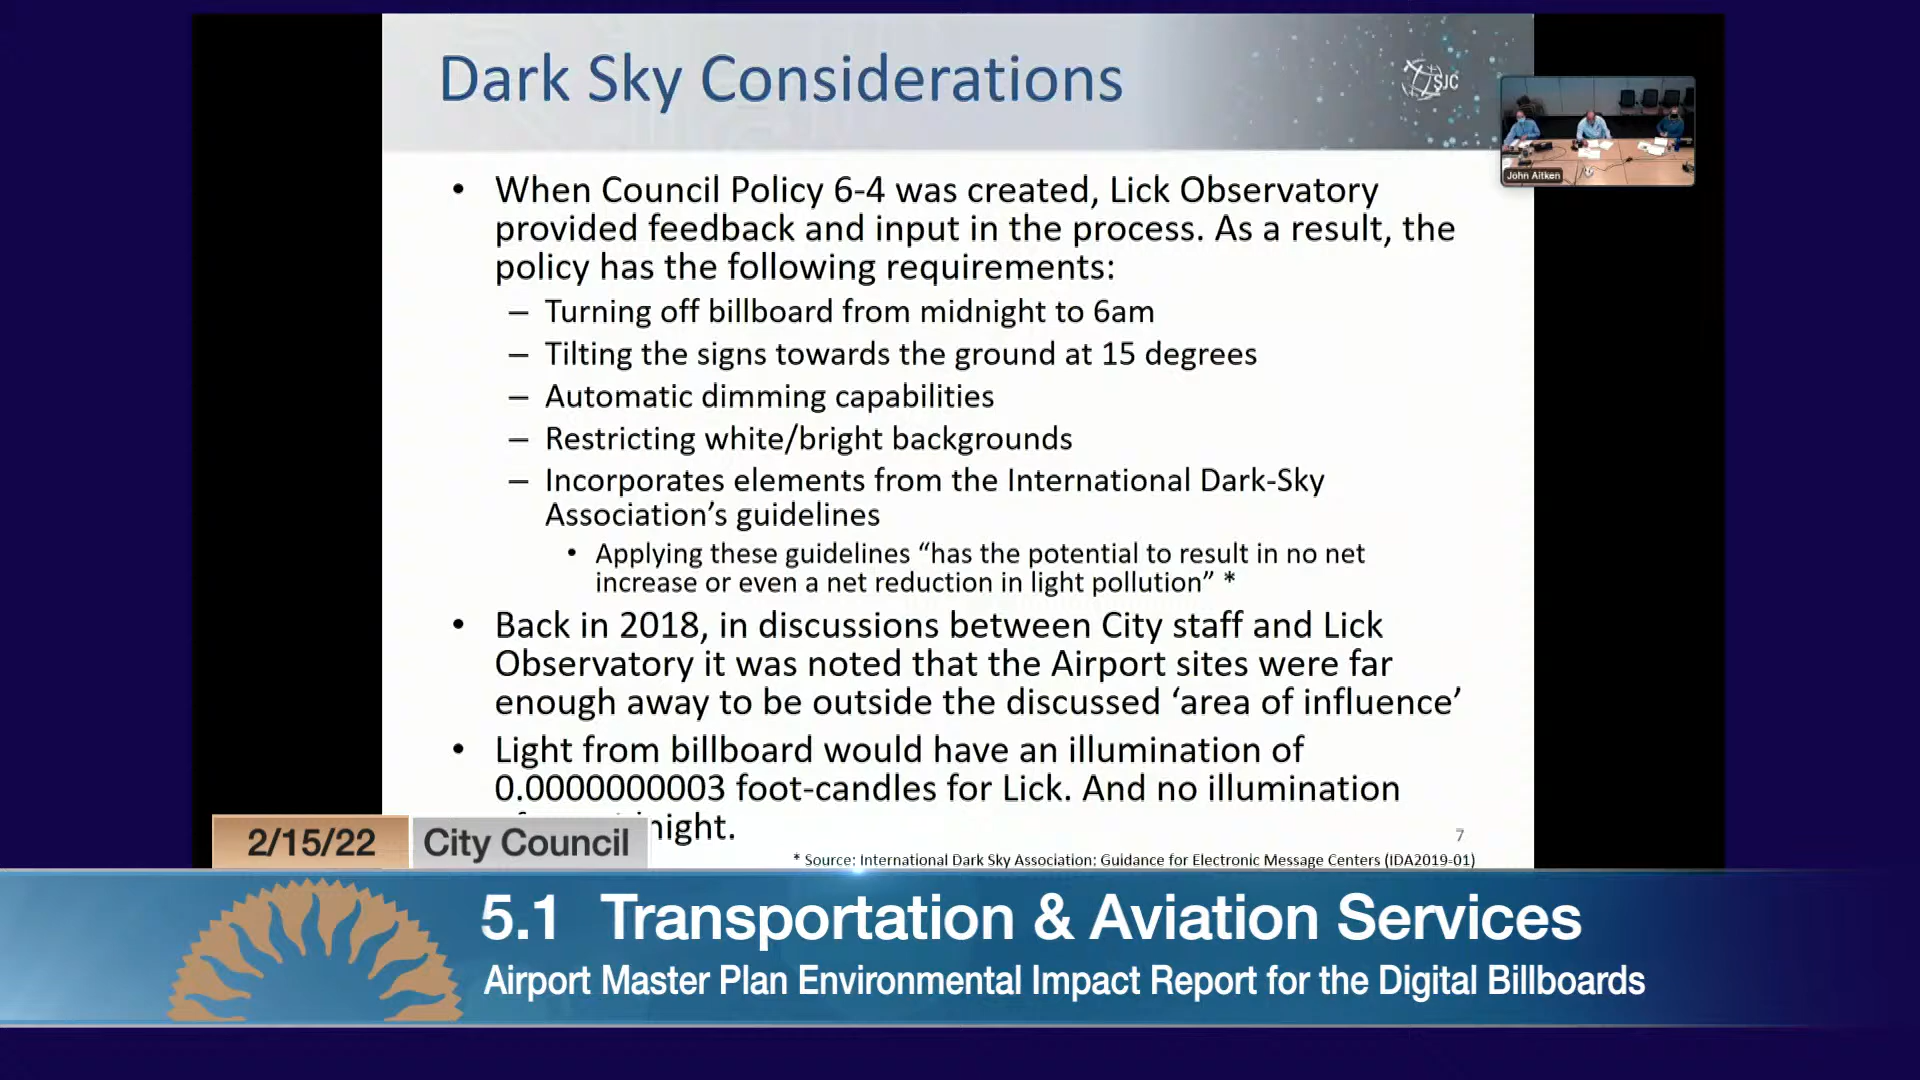 Dark Sky Considerations
SJC
John Aitken
• When Council Policy 6-4 was created, Lick Observatory
provided feedback and input in the process. As a result, the
policy has the following requirements:
– Turning off billboard from midnight to 6am
– Tilting the signs towards the ground at 15 degrees
– Automatic dimming capabilities
– Restricting white/bright backgrounds
– Incorporates elements from the International Dark-Sky
Association’s guidelines
• Applying these guidelines “has the potential to result in no net
increase or even a net reduction in light pollution” *
• Back in 2018, in discussions between City staff and Lick
Observatory it was noted that the Airport sites were far
enough away to be outside the discussed ‘area of influence’
• Light from billboard would have an illumination of
0.0000000003 foot-candles for Lick. And no illumination
night.
7
* Source: International Dark Sky Association: Guidance for Electronic Message Centers (IDA2019-01)
2/15/22 City Council
5.1 Transportation & Aviation Services
Airport Master Plan Environmental Impact Report for the Digital Billboards